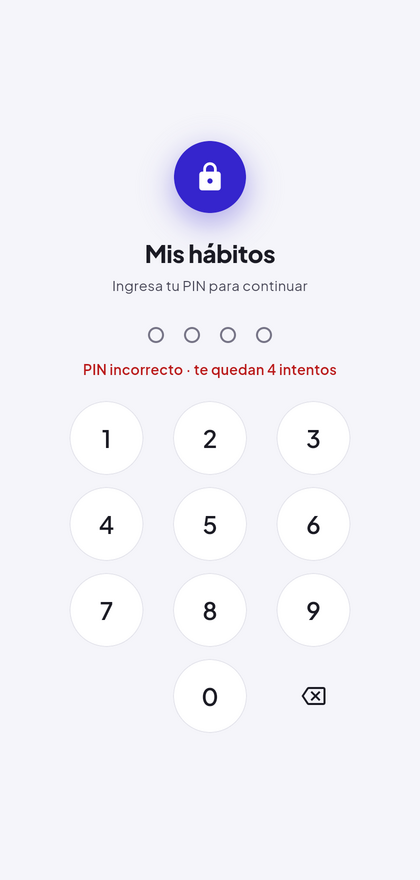 Mis hábitos
Ingresa tu PIN para continuar
PIN incorrecto · te quedan 4 intentos
1 2 3
4 5 6
7 8 9
0